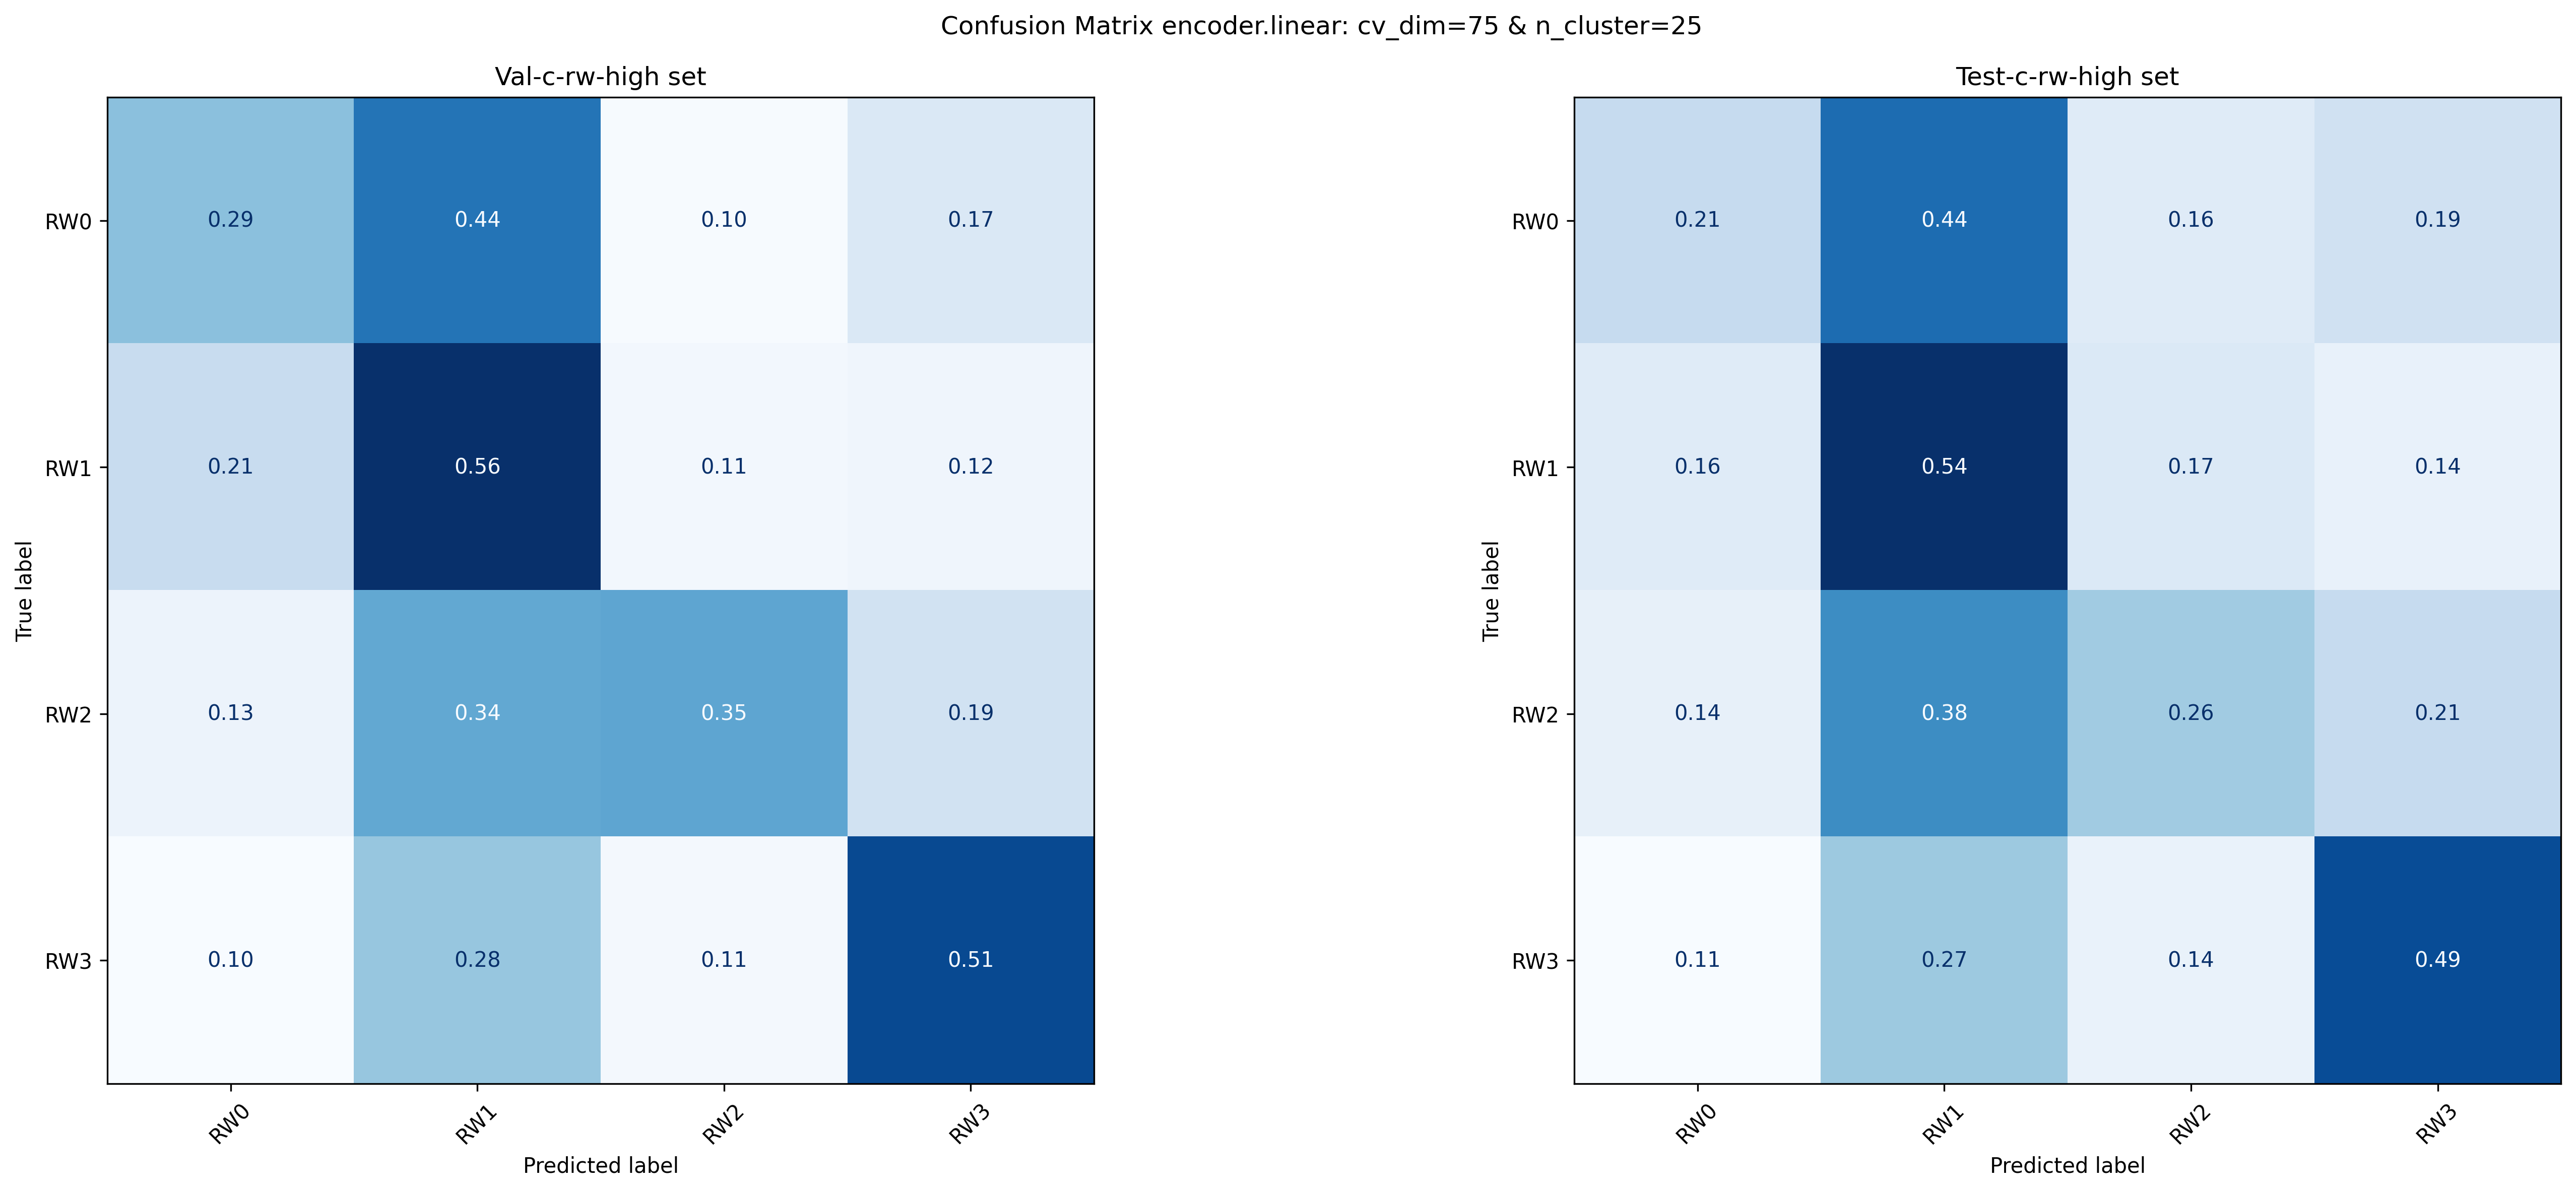 Confusion Matrix encoder.linear: cv_dim=75 & n_cluster=25
Val-c-rw-high set
True label
RW0 0.29 0.44 0.10 0.17
RW1 0.21 0.56 0.11 0.12
RW2 0.13 0.34 0.35 0.19
RW3 0.10 0.28 0.11 0.51
RW0 RW1 RW2 RW3
Predicted label
Test-c-rw-high set
True label
RW0 0.21 0.44 0.16 0.19
RW1 0.16 0.54 0.17 0.14
RW2 0.14 0.38 0.26 0.21
RW3 0.11 0.27 0.14 0.49
RW0 RW1 RW2 RW3
Predicted label